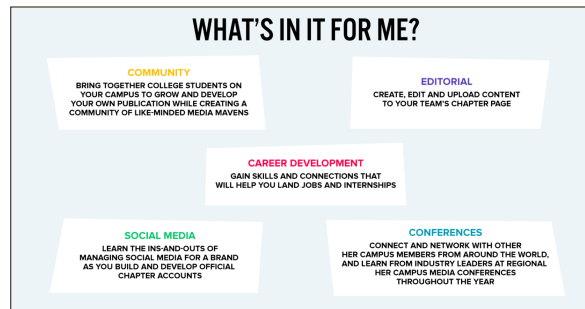 WHAT'S IN IT FOR ME?
COMMUNITY
BRING TOGETHER COLLEGE STUDENTS ON
YOUR CAMPUS TO GROW AND DEVELOP
YOUR OWN PUBLICATION WHILE CREATING A
COMMUNITY OF LIKE-MINDED MEDIA MAVENS
EDITORIAL
CREATE, EDIT AND UPLOAD CONTENT
TO YOUR TEAM'S CHAPTER PAGE
CAREER DEVELOPMENT
GAIN SKILLS AND CONNECTIONS THAT
WILL HELP YOU LAND JOBS AND INTERNSHIPS
SOCIAL MEDIA
LEARN THE INS-AND-OUTS OF
MANAGING SOCIAL MEDIA FOR A BRAND
AS YOU BUILD AND DEVELOP OFFICIAL
CHAPTER ACCOUNTS
CONFERENCES
CONNECT AND NETWORK WITH OTHER
HER CAMPUS MEMBERS FROM AROUND THE WORLD,
AND LEARN FROM INDUSTRY LEADERS AT REGIONAL
HER CAMPUS MEDIA CONFERENCES
THROUGHOUT THE YEAR